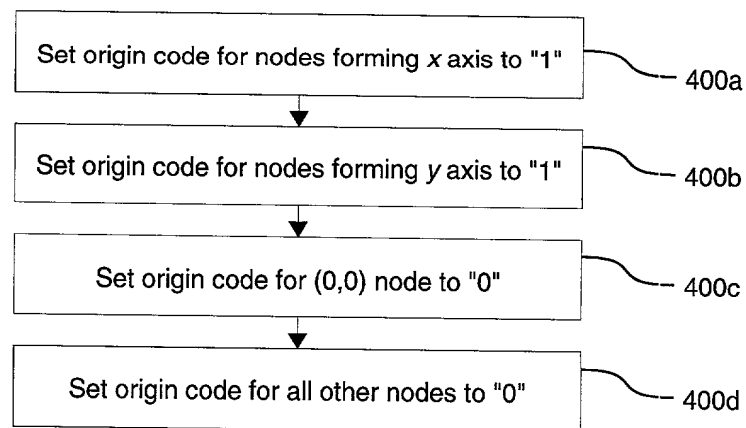 Set origin code for nodes forming x axis to "1"
400a
Set origin code for nodes forming y axis to "1"
400b
Set origin code for (0,0) node to "0"
400c
Set origin code for all other nodes to "0"
400d